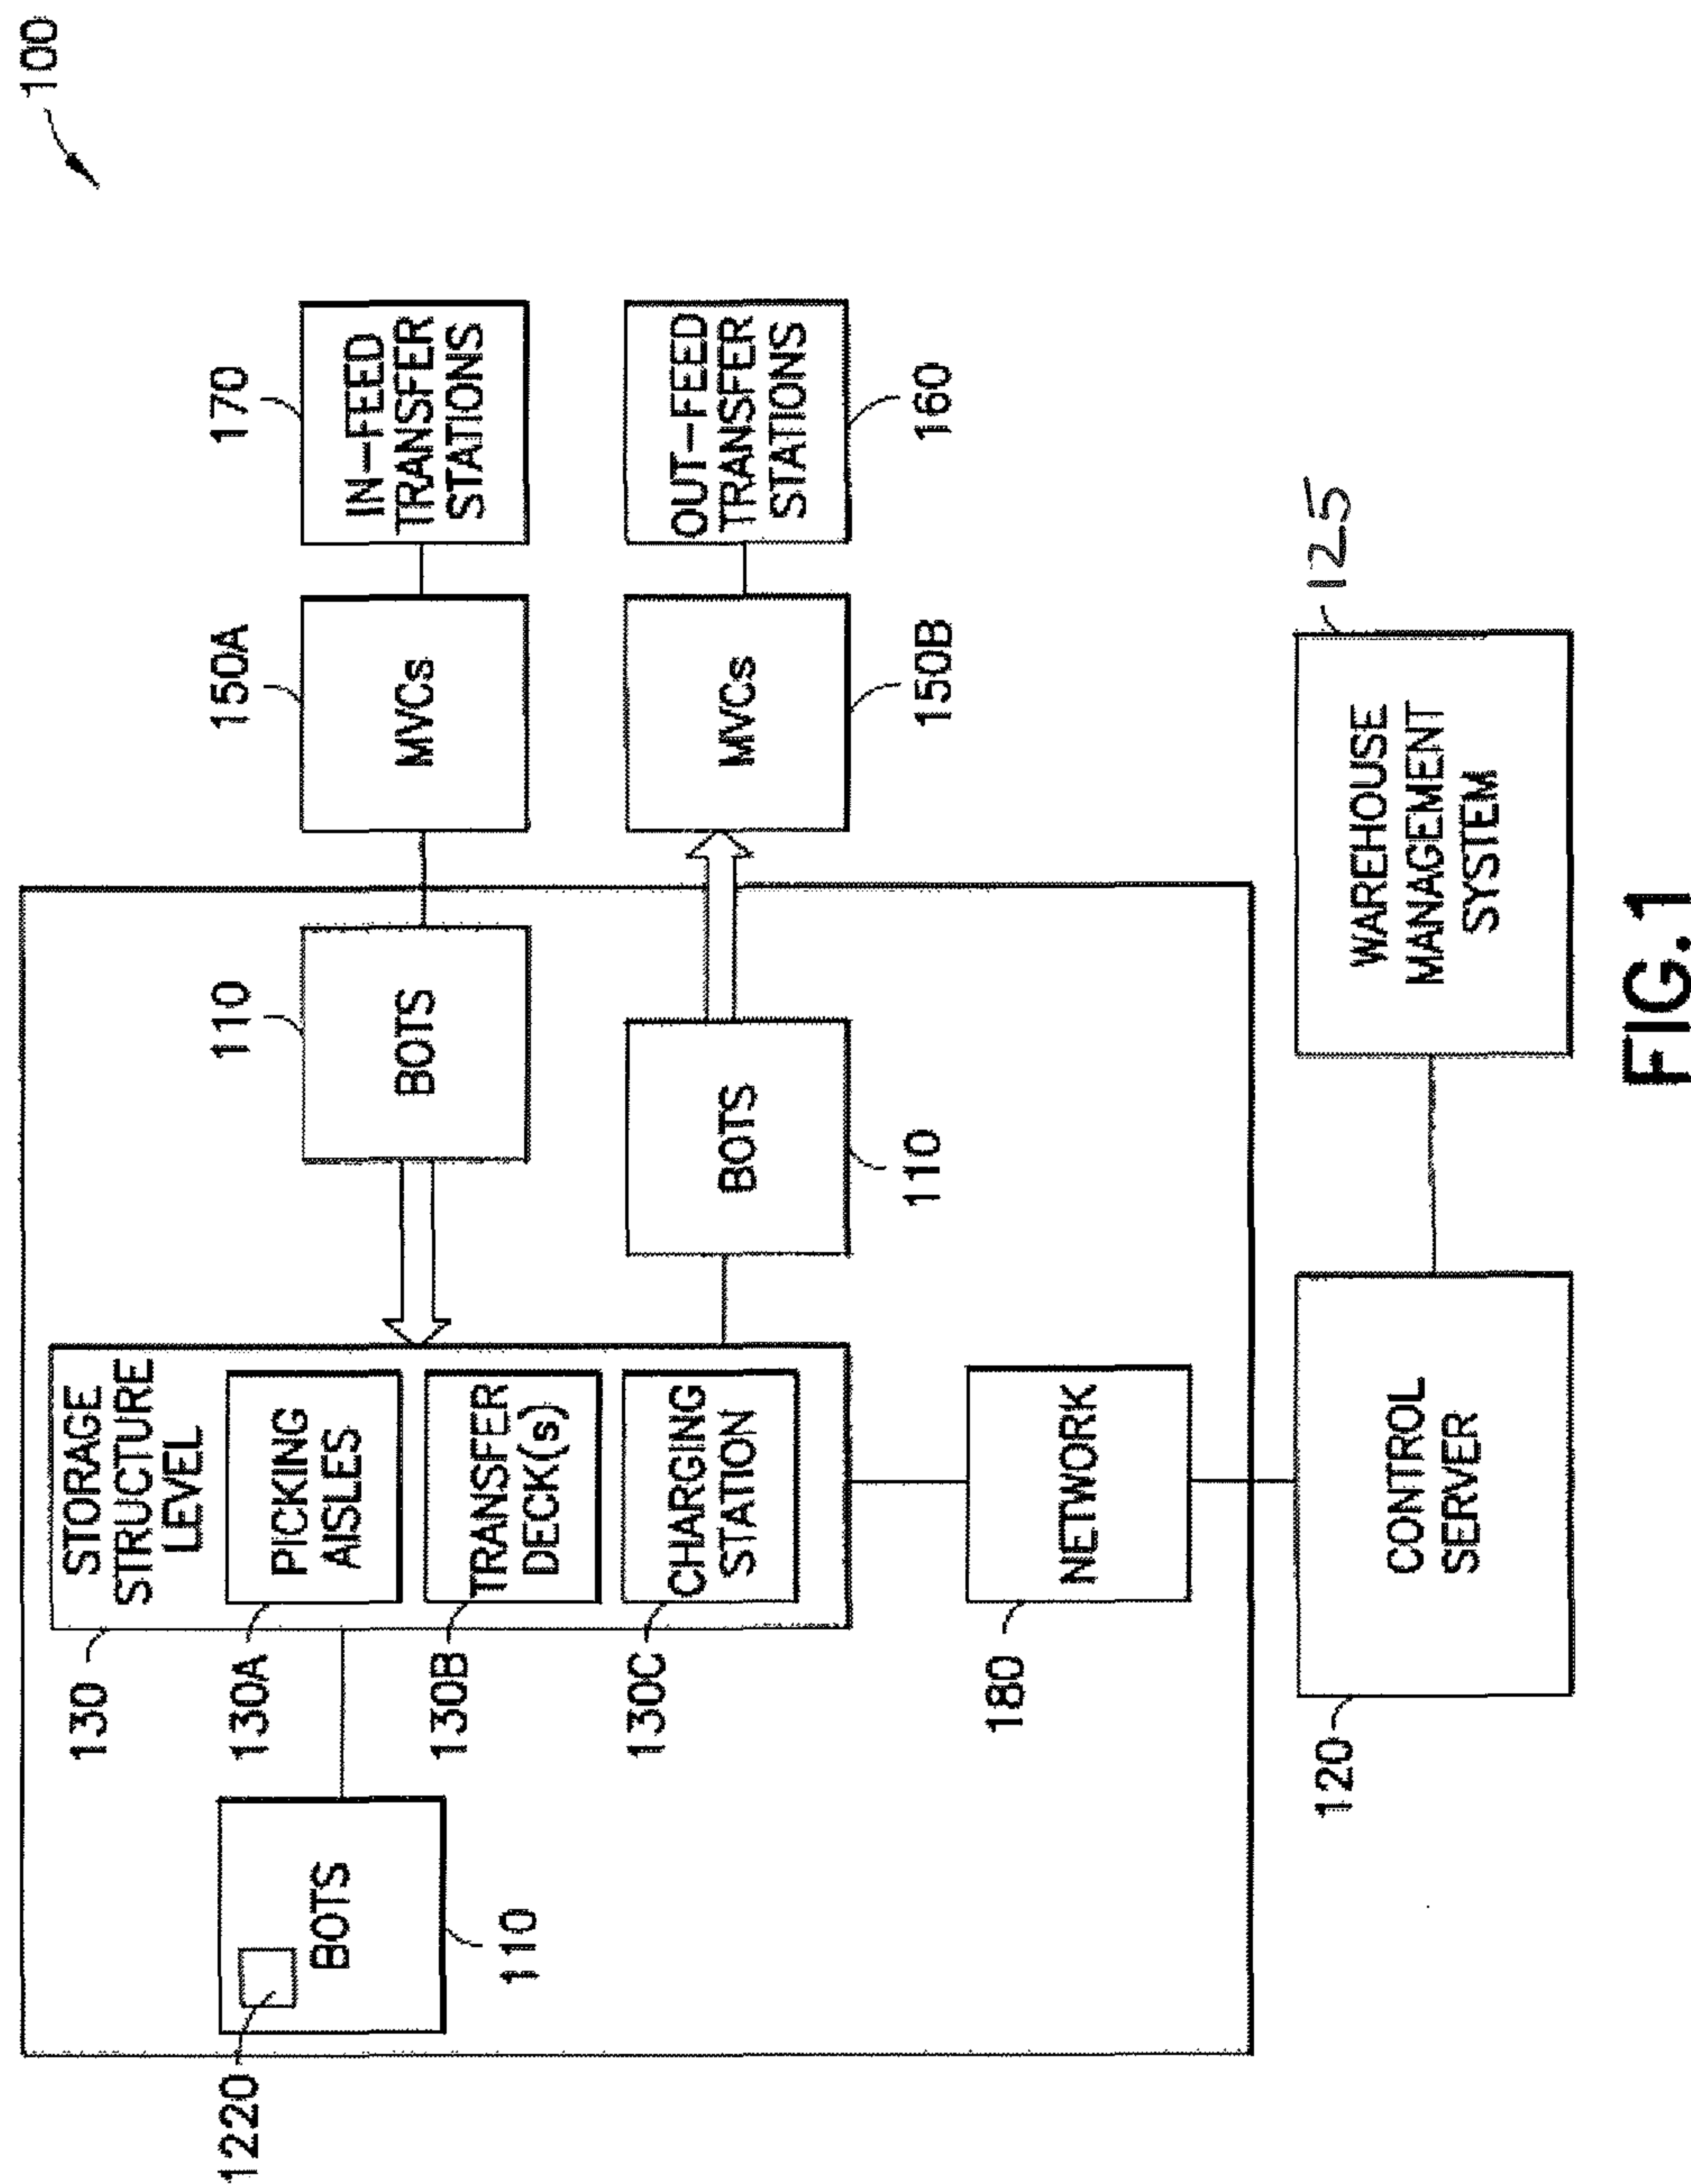 100
130
STORAGE
STRUCTURE
LEVEL
1220
BOTS
110
130A
PICKING
AISLES
130B
TRANSFER
DECK(s)
130C
CHARGING
STATION
110
BOTS
150A
MVCs
170
IN-FEED
TRANSFER
STATIONS
BOTS
110
MVCs
150B
OUT-FEED
TRANSFER
STATIONS
160
180
NETWORK
120
CONTROL
SERVER
125
WAREHOUSE
MANAGEMENT
SYSTEM
FIG.1